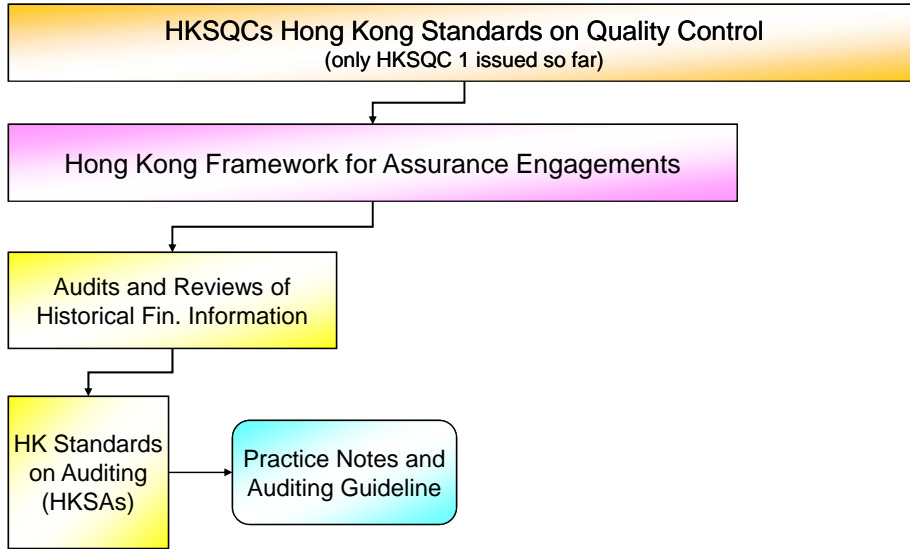 HKSQCs Hong Kong Standards on Quality Control
(only HKSQC 1 issued so far)
Hong Kong Framework for Assurance Engagements
Audits and Reviews of
Historical Fin. Information
HK Standards
on Auditing
(HKSAs)
Practice Notes and
Auditing Guideline